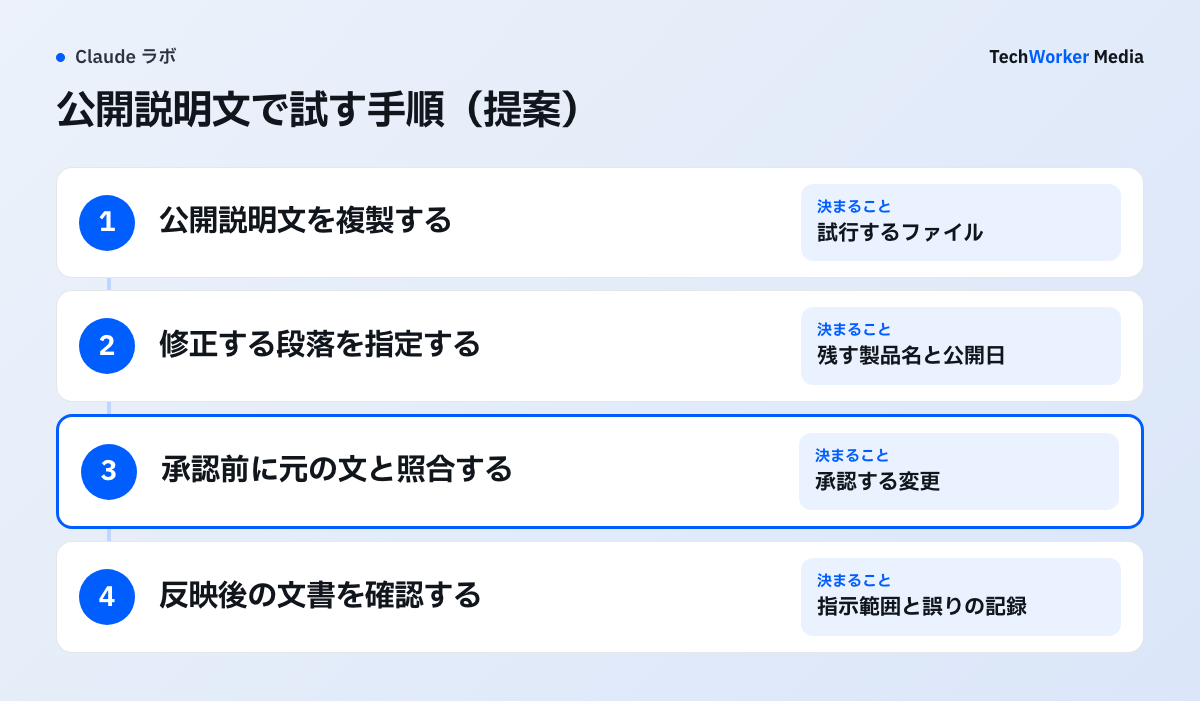 Claude ラボ
TechWorker Media
公開説明文で試す手順（提案）
1
公開説明文を複製する
決まること
試行するファイル
2
修正する段落を指定する
決まること
残す製品名と公開日
3
承認前に元の文と照合する
決まること
承認する変更
4
反映後の文書を確認する
決まること
指示範囲と誤りの記録